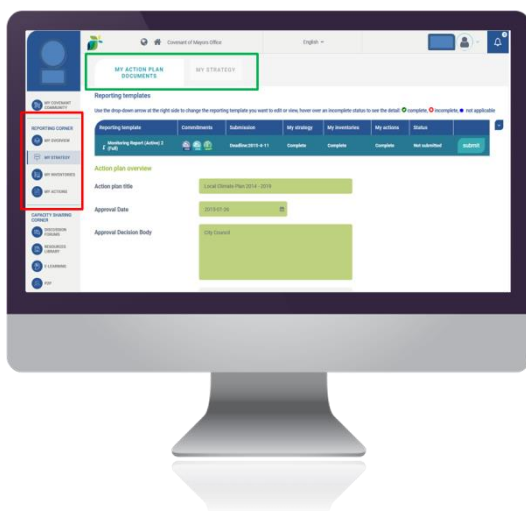 Covenant of Mayors Office
English
MY ACTION PLAN
DOCUMENTS
MY STRATEGY
MY COVENANT
COMMUNITY
REPORTING CORNER
MY OVERVIEW
MY STRATEGY
MY INVENTORIES
MY ACTIONS
CAPACITY SHARING
CORNER
DISCUSSION
FORUMS
RESOURCES
LIBRARY
E-LEARNING
Reporting templates
Use the drop-down arrow at the right side to change the reporting template you want to edit or view, hover over an incomplete status to see the detail: complete, incomplete, not applicable
Reporting template Commitments Submission My strategy My inventories My actions Status
Monitoring Report (Active) 2
(Full) Deadline:2019-4-11 Complete Complete Complete Not submitted submit
Action plan overview
Action plan title Local Climate Plan 2014 - 2019
Approval Date
Approval Decision Body City Council